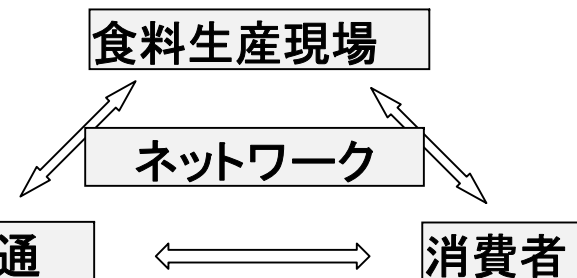 食料生産現場
ネットワーク
通
消費者